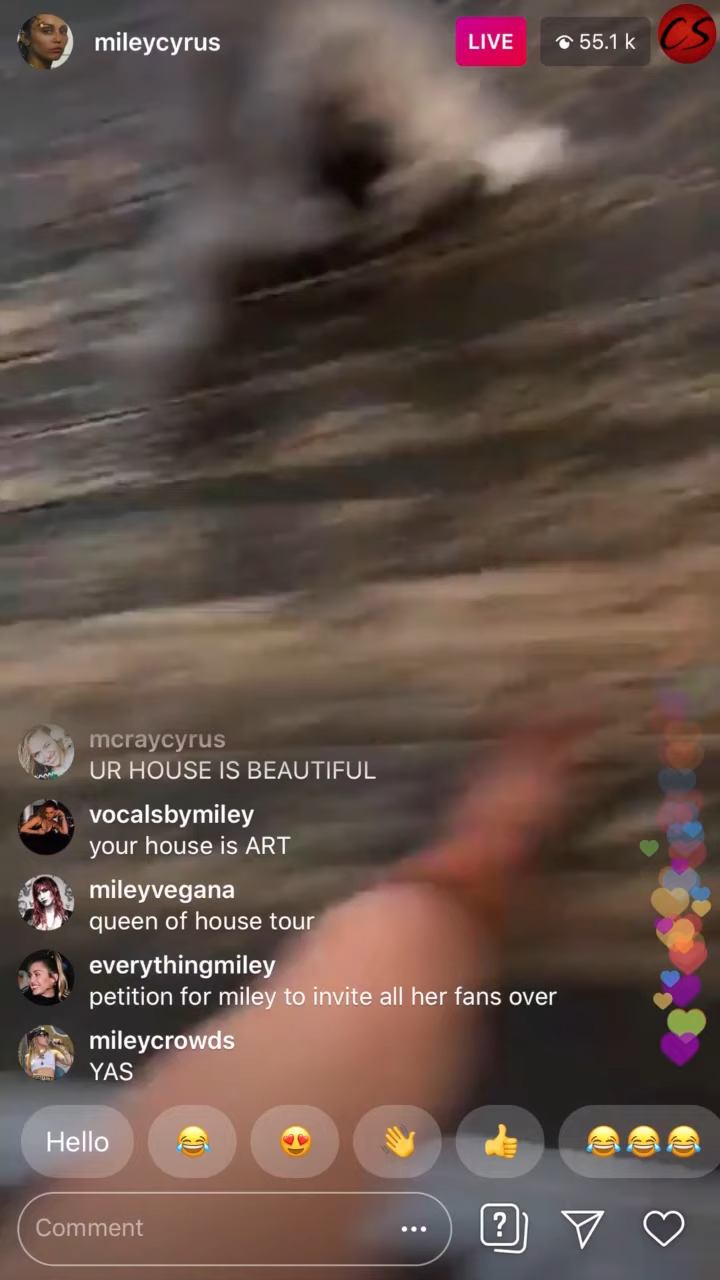 mileycyrus
LIVE
55.1 k
CS
mcraycyrus
UR HOUSE IS BEAUTIFUL
vocalsbymiley
your house is ART
mileyvegana
queen of house tour
everythingmiley
petition for miley to invite all her fans over
mileycrowds
YAS
Hello
Comment
?